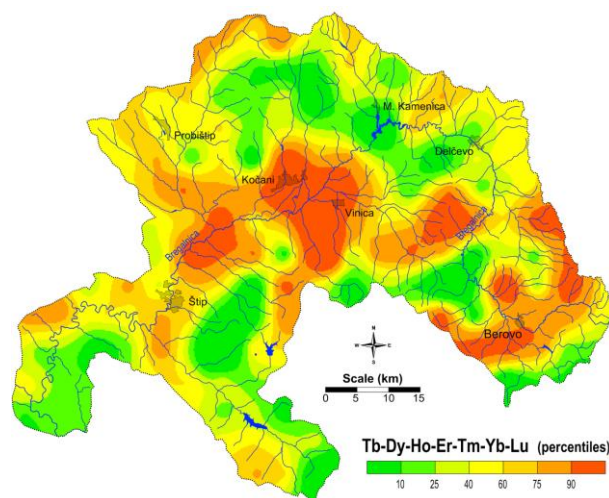 M. Kamenica
Probištip
Delčevo
Kočani
Vinica
Bregalnica
Bregalnica
Štip
Berovo
N
W E
S
Scale (km)
0 5 10 15
Tb-Dy-Ho-Er-Tm-Yb-Lu (percentiles)
10 25 40 60 75 90